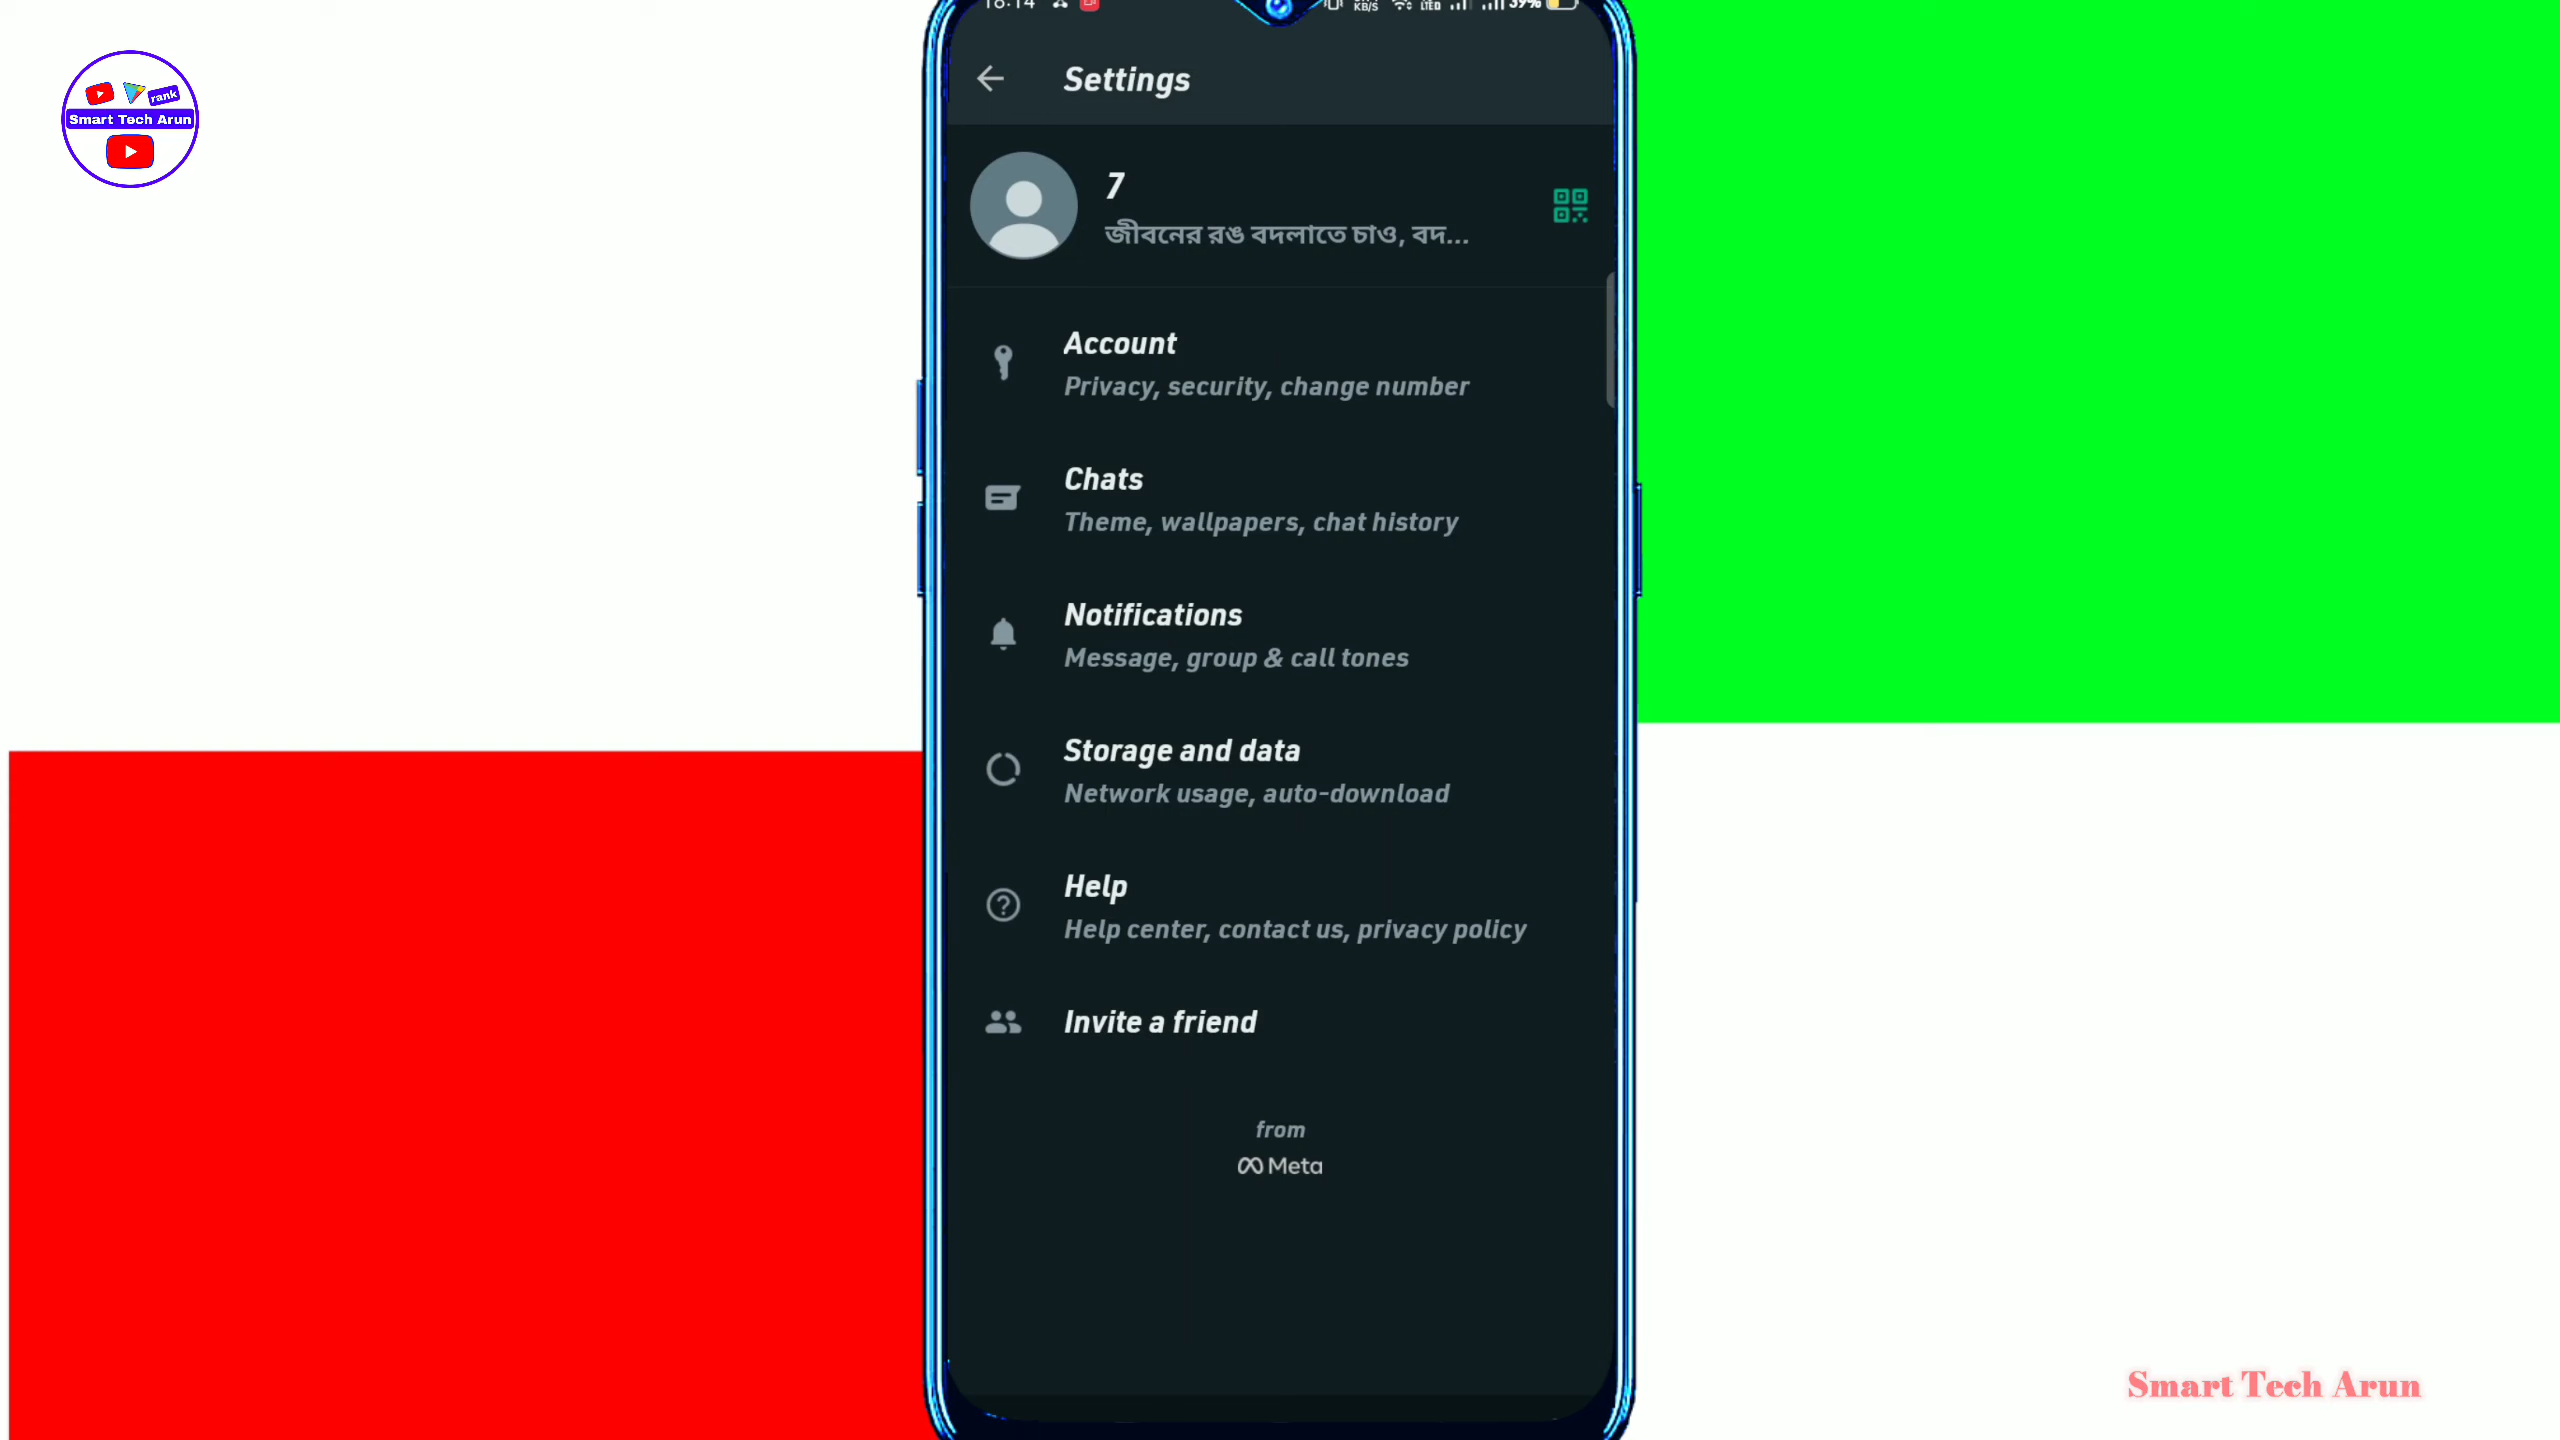 39%
KB/S
rank
Smart Tech Arun
Settings
7
জীবনের রঙ বদলাতে চাও, বদ...
Account
Privacy, security, change number
Chats
Theme, wallpapers, chat history
Notifications
Message, group & call tones
Storage and data
Network usage, auto-download
Help
Help center, contact us, privacy policy
Invite a friend
from
Meta
Smart Tech Arun